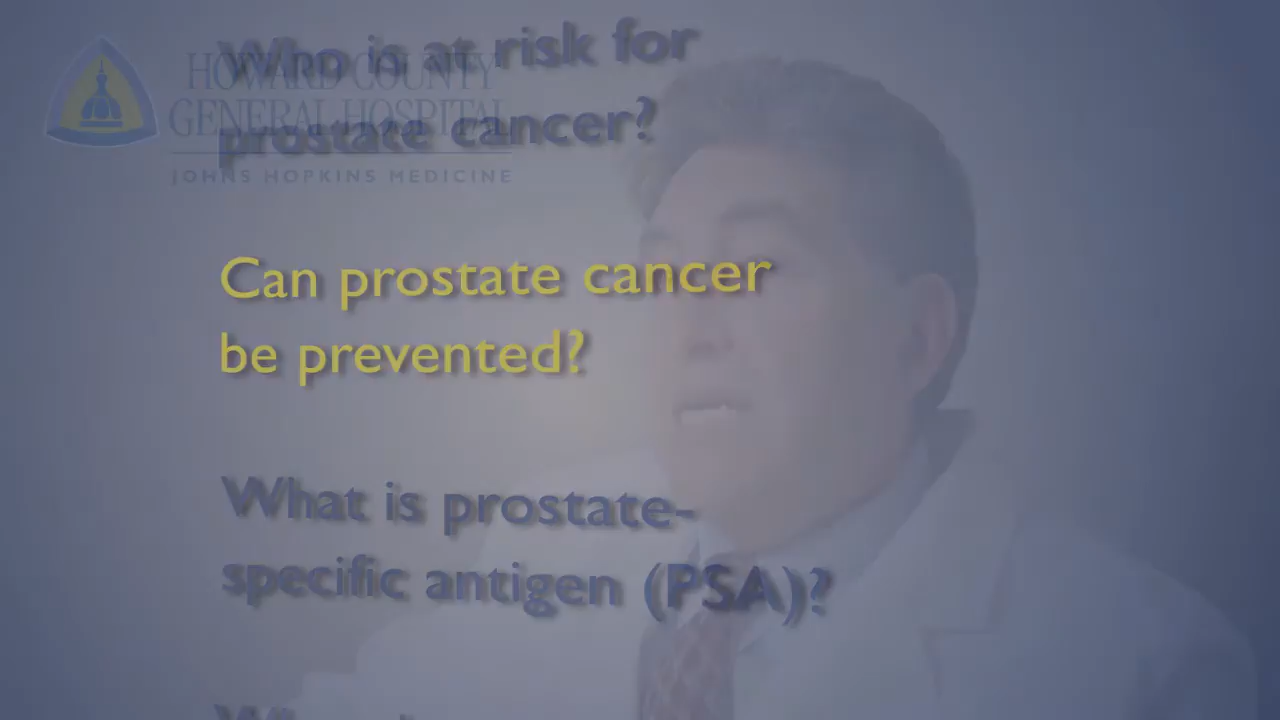 Who is at risk for
prostate cancer?
HOWARD COUNTY
GENERAL HOSPITAL
JOHNS HOPKINS MEDICINE
Can prostate cancer
be prevented?
What is prostate-
specific antigen (PSA)?